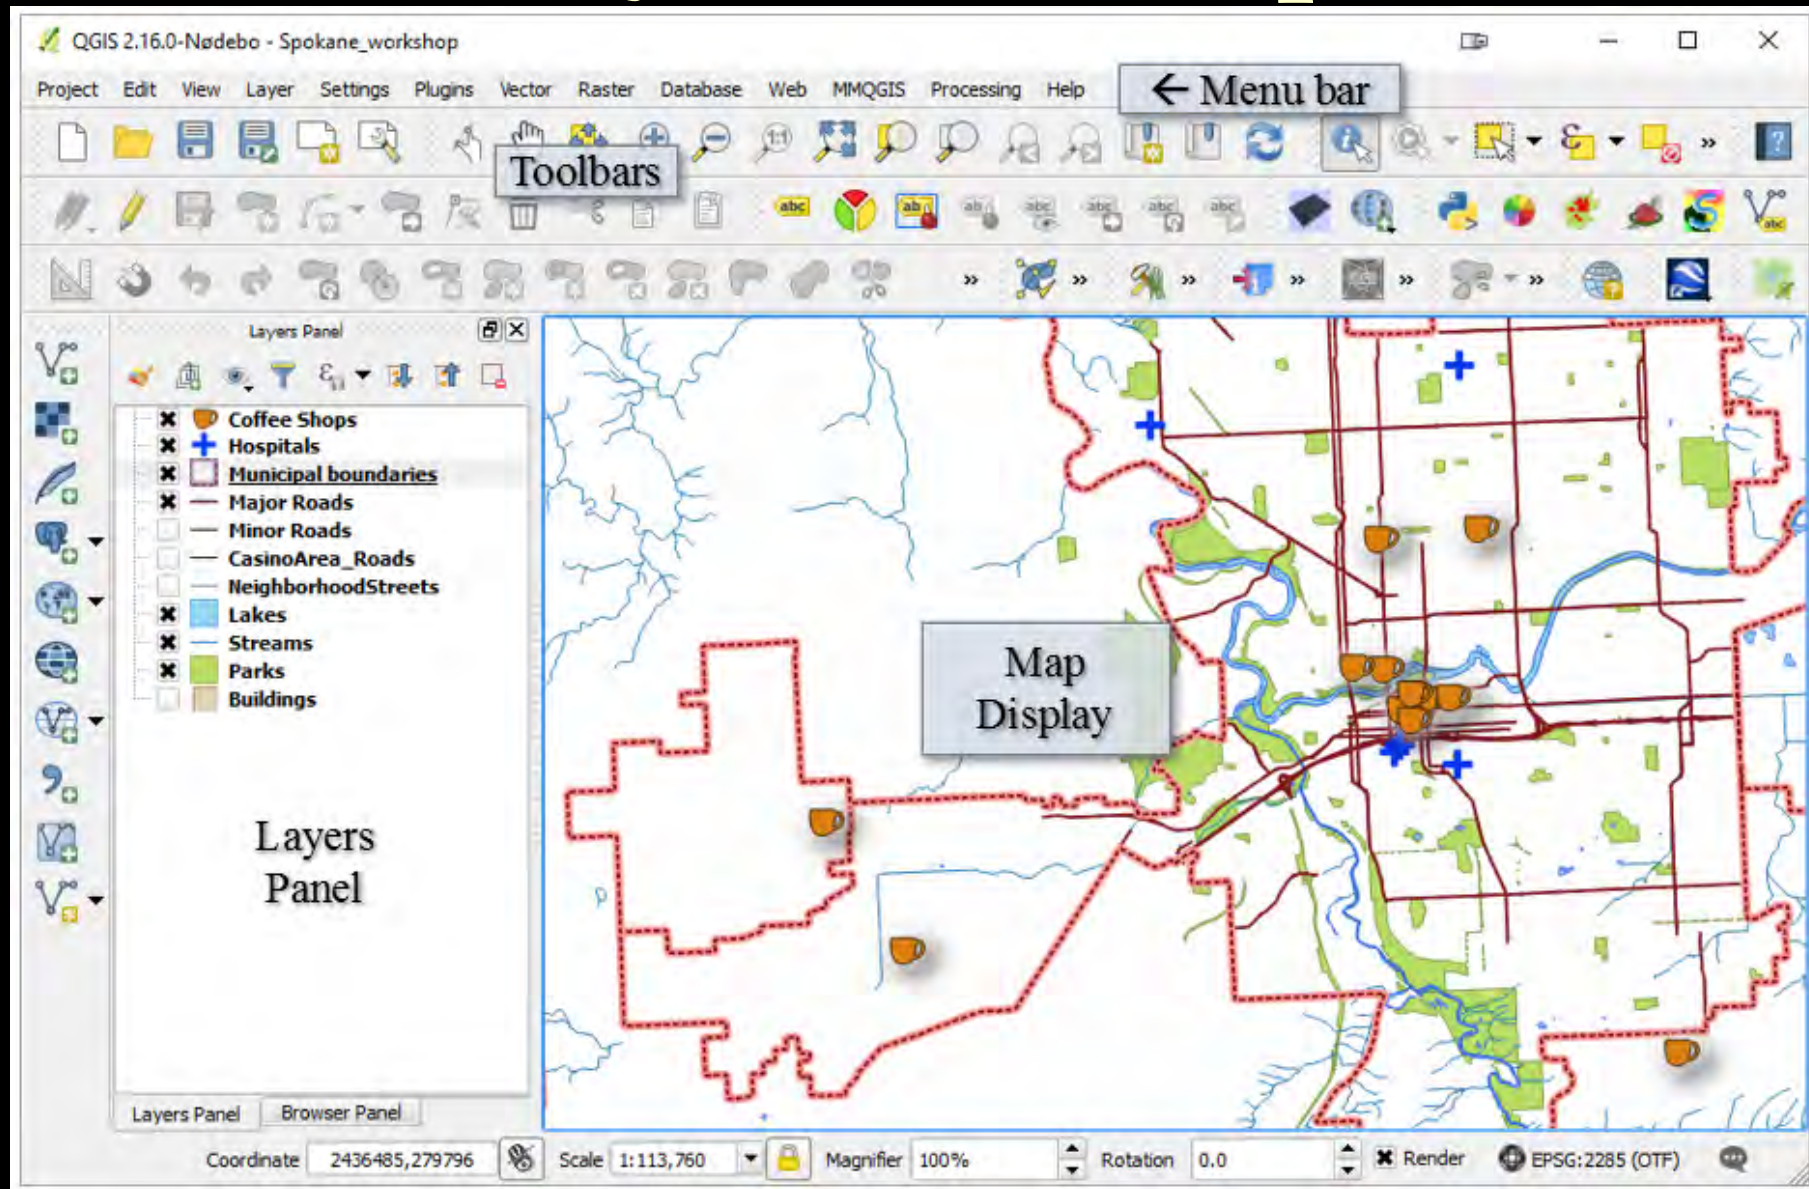 QGIS 2.16.0-Nødebo - Spokane_workshop
Project Edit View Layer Settings Plugins Vector Raster Database Web MMQGIS Processing Help
← Menu bar
Toolbars
Layers Panel
Coffee Shops
Hospitals
Municipal boundaries
Major Roads
Minor Roads
CasinoArea_Roads
NeighborhoodStreets
Lakes
Streams
Parks
Buildings
Map
Display
Layers
Panel
Layers Panel Browser Panel
Coordinate 2436485,279796 Scale 1:113,760 Magnifier 100% Rotation 0.0 Render EPSG:2285 (OTF)